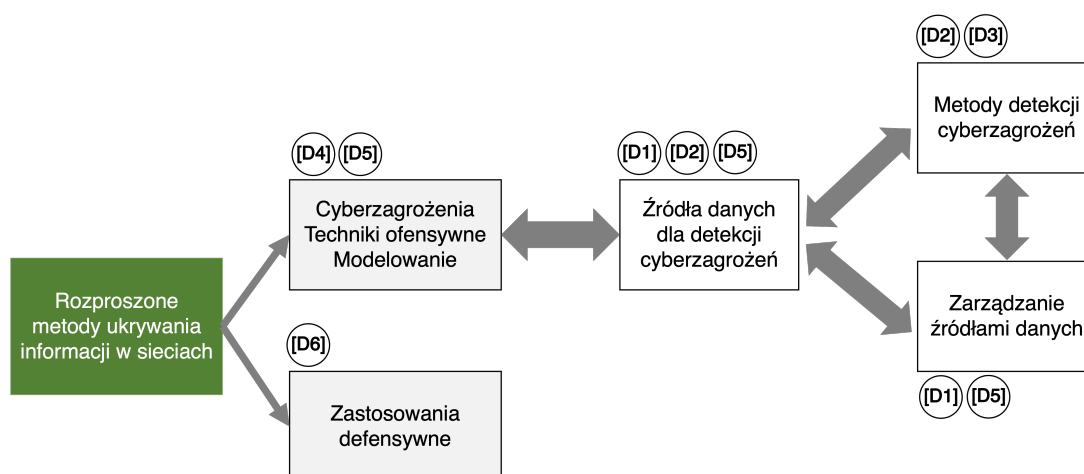 [D2] [D3]
Metody detekcji
cyberzagrożeń
[D4] [D5]
Cyberzagrożenia
Techniki ofensywne
Modelowanie
[D1] [D2] [D5]
Źródła danych
dla detekcji
cyberzagrożeń
Rozproszone
metody ukrywania
informacji w sieciach
Zarządzanie
źródłami danych
[D1] [D5]
[D6]
Zastosowania
defensywne